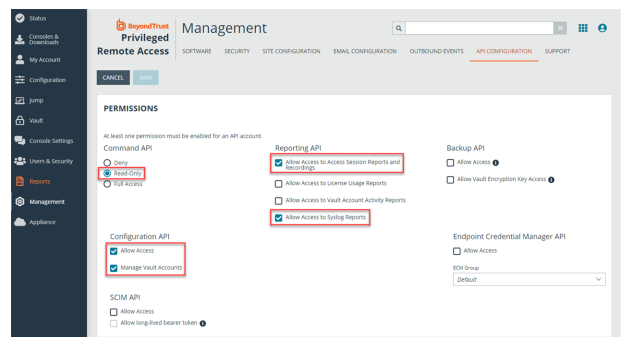 Status
Consoles & Downloads
My Account
Configuration
Jump
Vault
Console Settings
Users & Security
Reports
Management
Appliance
BeyondTrust
Privileged
Remote Access
Management
SOFTWARE SECURITY SITE CONFIGURATION EMAIL CONFIGURATION OUTBOUND EVENTS API CONFIGURATION SUPPORT
CANCEL SAVE
PERMISSIONS
At least one permission must be enabled for an API account.
Command API
Deny
Read-Only
Full Access
Reporting API
Allow Access to Access Session Reports and
Recordings
Allow Access to License Usage Reports
Allow Access to Vault Account Activity Reports
Allow Access to Syslog Reports
Backup API
Allow Access
Allow Vault Encryption Key Access
Configuration API
Allow Access
Manage Vault Accounts
Endpoint Credential Manager API
Allow Access
ECM Group
Default
SCIM API
Allow Access
Allow long-lived bearer token